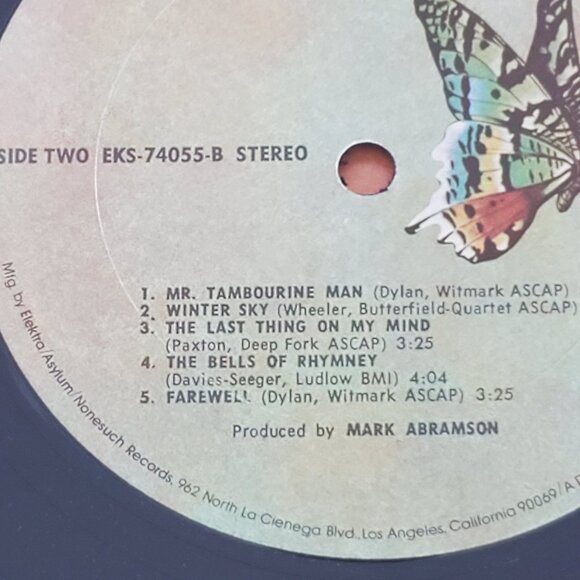 SIDE TWO EKS-74055-B STEREO
1. MR. TAMBOURINE MAN (Dylan, Witmark ASCAP)
2. WINTER SKY (Wheeler, Butterfield-Quartet ASCAP)
3. THE LAST THING ON MY MIND
(Paxton, Deep Fork ASCAP) 3:25
4. THE BELLS OF RHYMNEY
(Davies-Seeger, Ludlow BMI) 4:04
5. FAREWELL (Dylan, Witmark ASCAP) 3:25
Produced by MARK ABRAMSON
Mfg. by Elektra/Asylum/Nonesuch Records, 962 North La Cienega Blvd., Los Angeles, California 90069/A